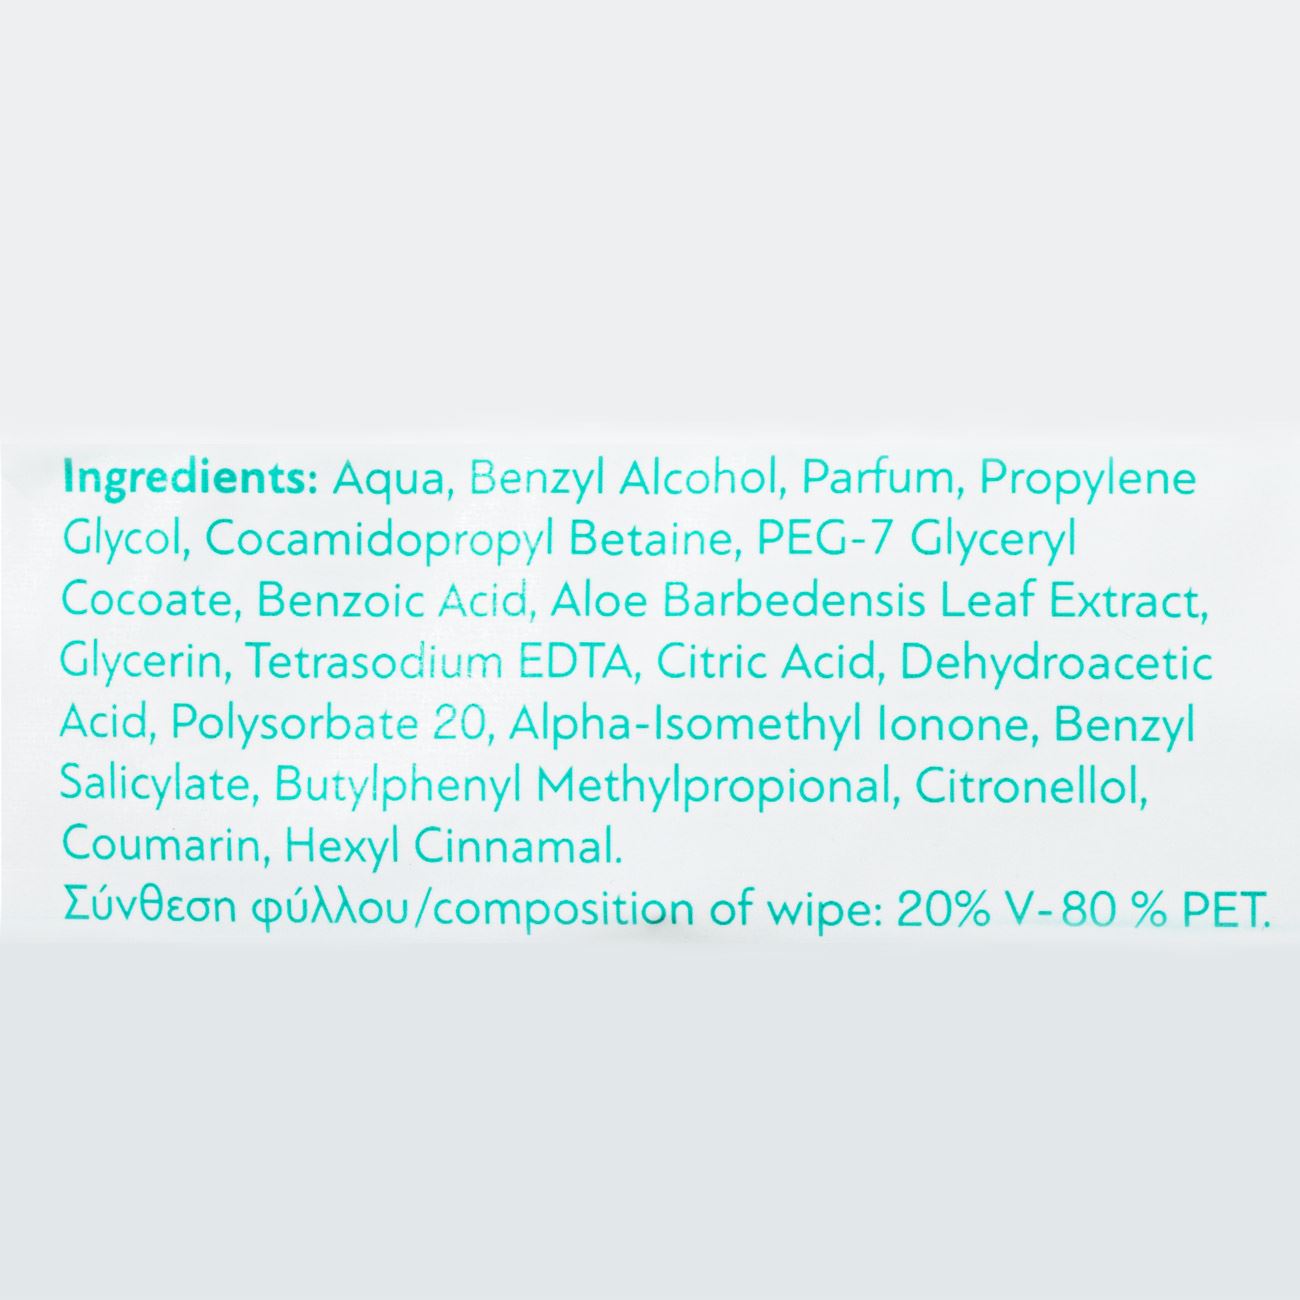 Ingredients: Aqua, Benzyl Alcohol, Parfum, Propylene
Glycol, Cocamidopropyl Betaine, PEG-7 Glyceryl
Cocoate, Benzoic Acid, Aloe Barbedensis Leaf Extract,
Glycerin, Tetrasodium EDTA, Citric Acid, Dehydroacetic
Acid, Polysorbate 20, Alpha-Isomethyl Ionone, Benzyl
Salicylate, Butylphenyl Methylpropional, Citronellol,
Coumarin, Hexyl Cinnamal.
Σύνθεση φύλλου/composition of wipe: 20% V-80 % PET.